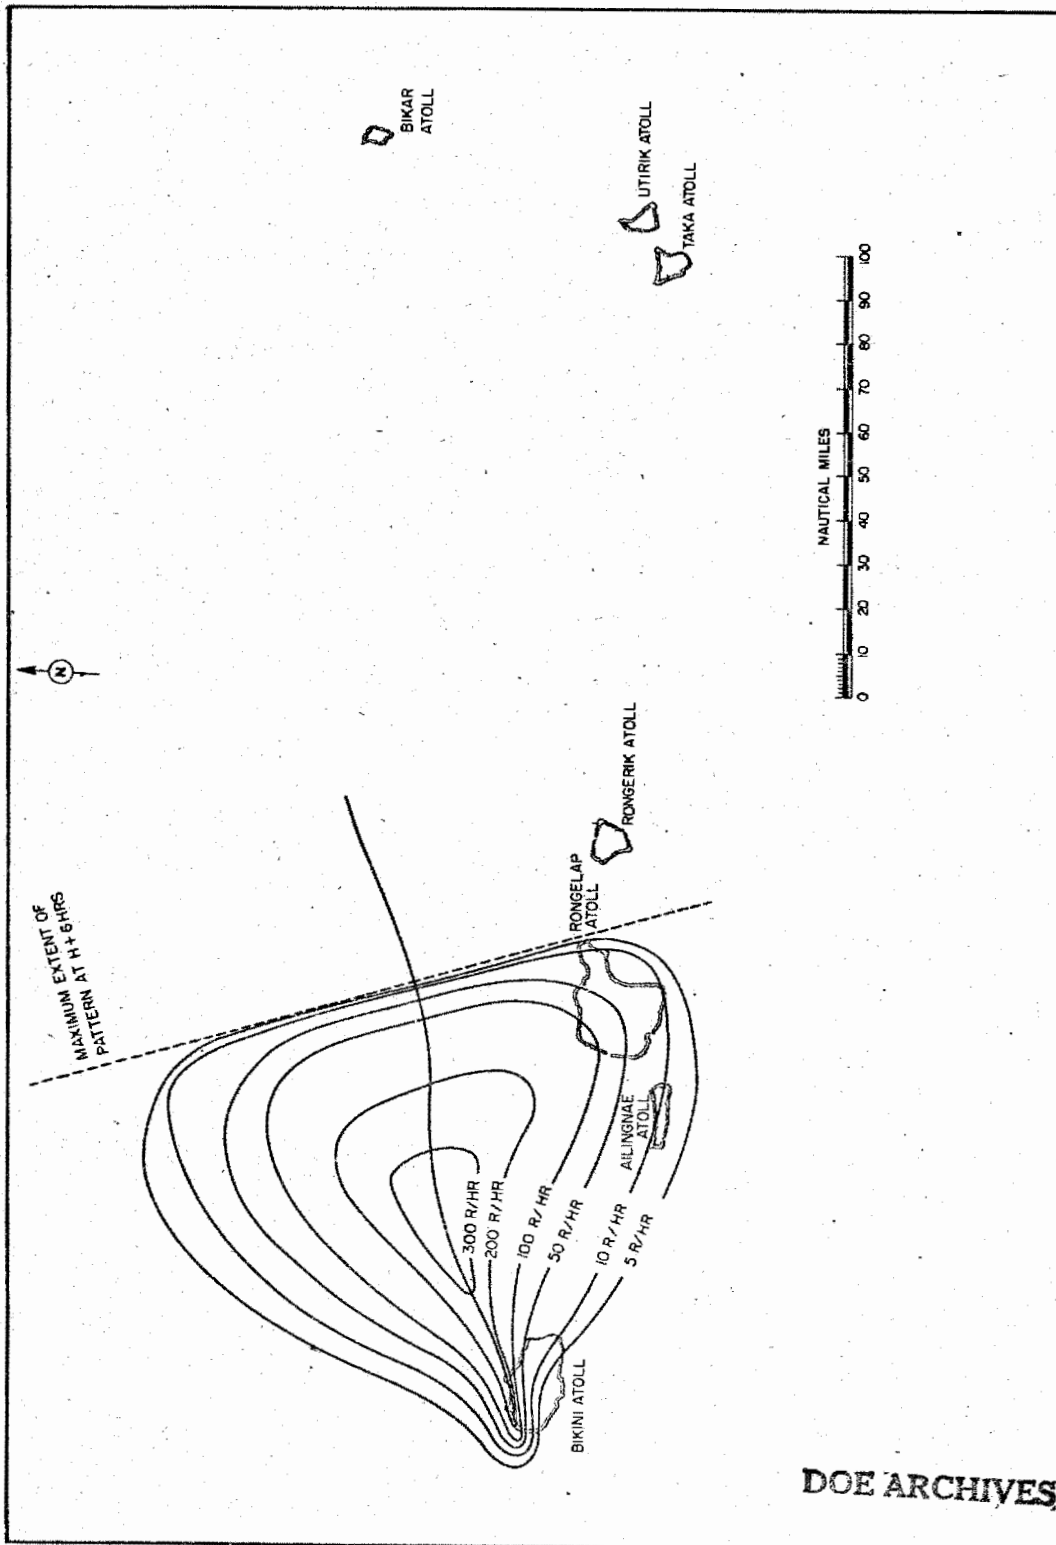 N
MAXIMUM EXTENT OF
PATTERN AT H + 6 HRS
BIKAR
ATOLL
UTIRIK ATOLL
TAKA ATOLL
RONGERIK ATOLL
RONGELAP
ATOLL
AILINGNAE
ATOLL
BIKINI ATOLL
300 R/HR
200 R/HR
100 R/HR
50 R/HR
10 R/HR
5 R/HR
NAUTICAL MILES
0 10 20 30 40 50 60 70 80 90 100
DOE ARCHIVES